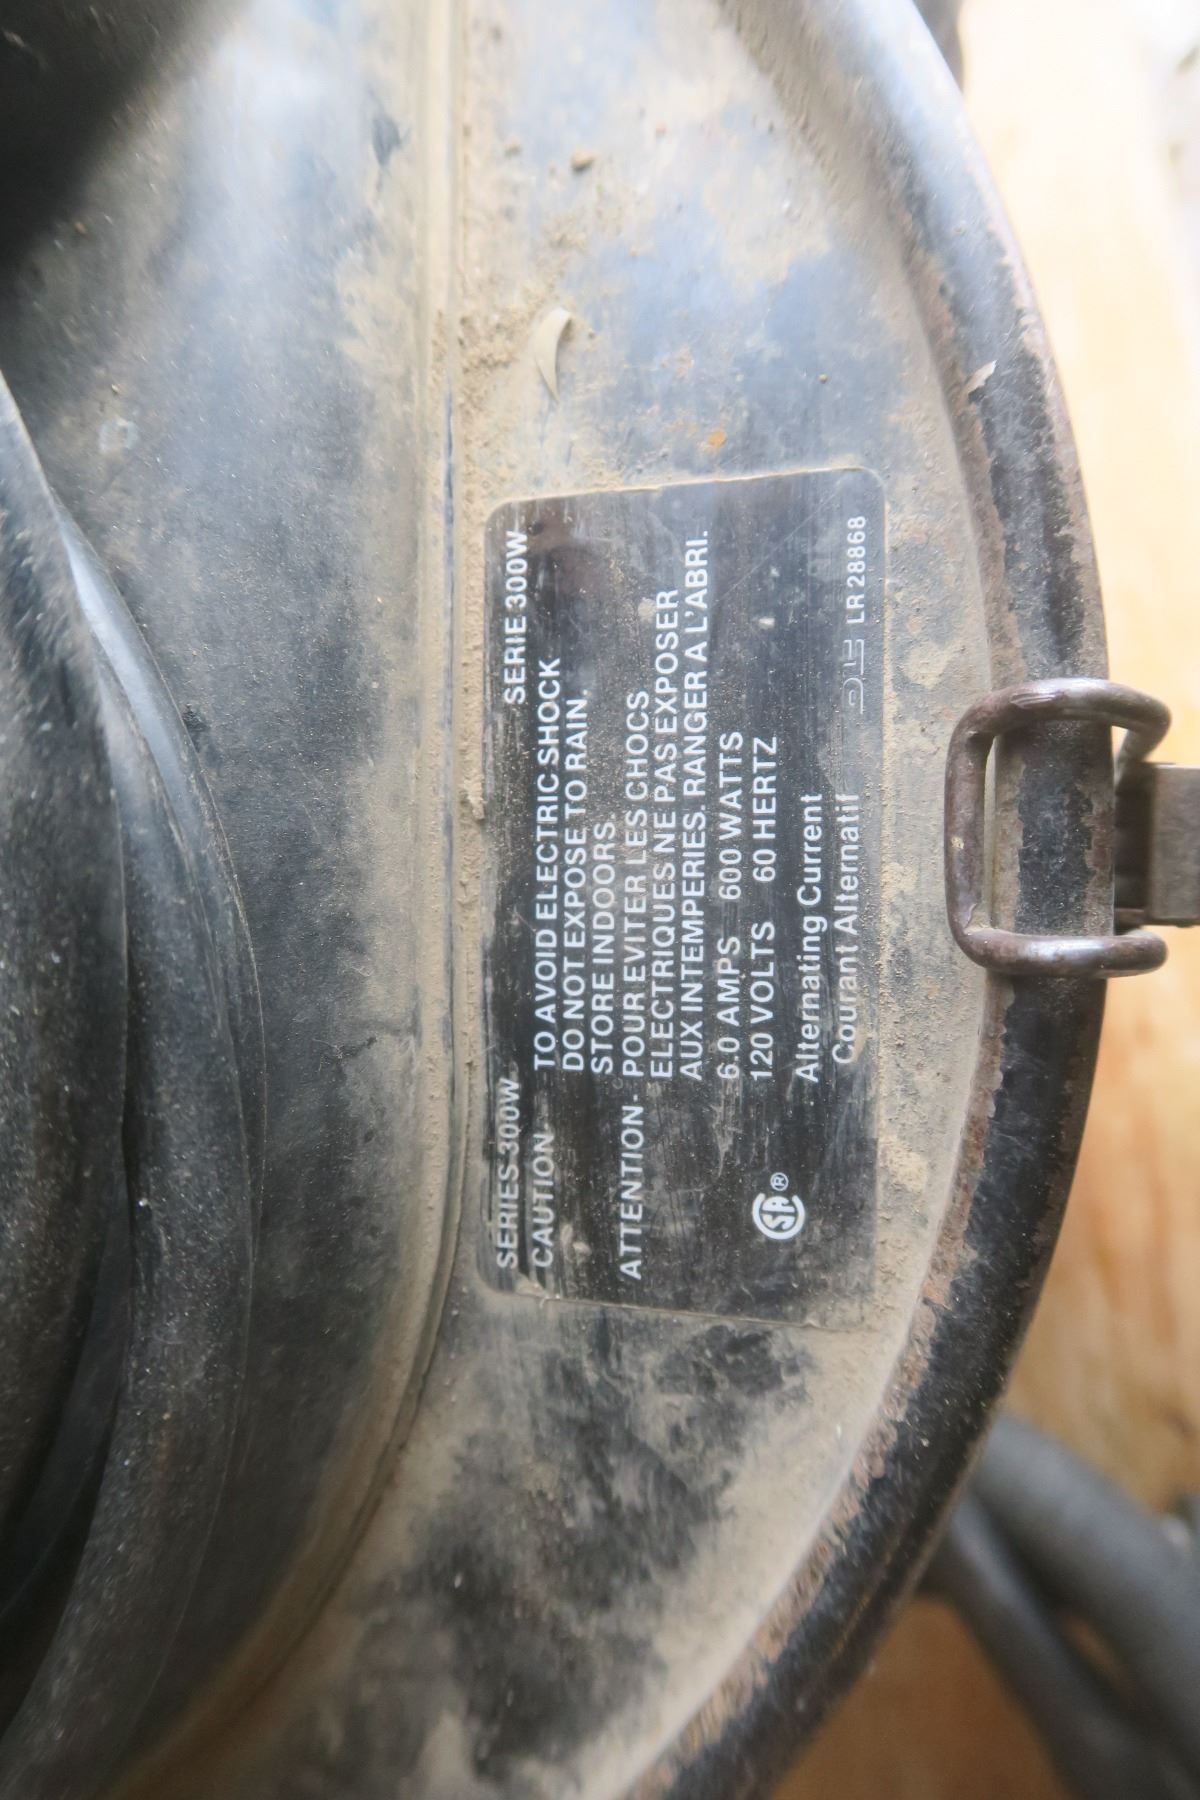 SERIES 300W SERIE 300W
CAUTION- TO AVOID ELECTRIC SHOCK
DO NOT EXPOSE TO RAIN.
STORE INDOORS.
ATTENTION- POUR EVITER LES CHOCS
ELECTRIQUES NE PAS EXPOSER
AUX INTEMPERIES. RANGER A L'ABRI.
6.0 AMPS 600 WATTS
120 VOLTS 60 HERTZ
SA ®
Alternating Current
Courant Alternatif
LR 28868